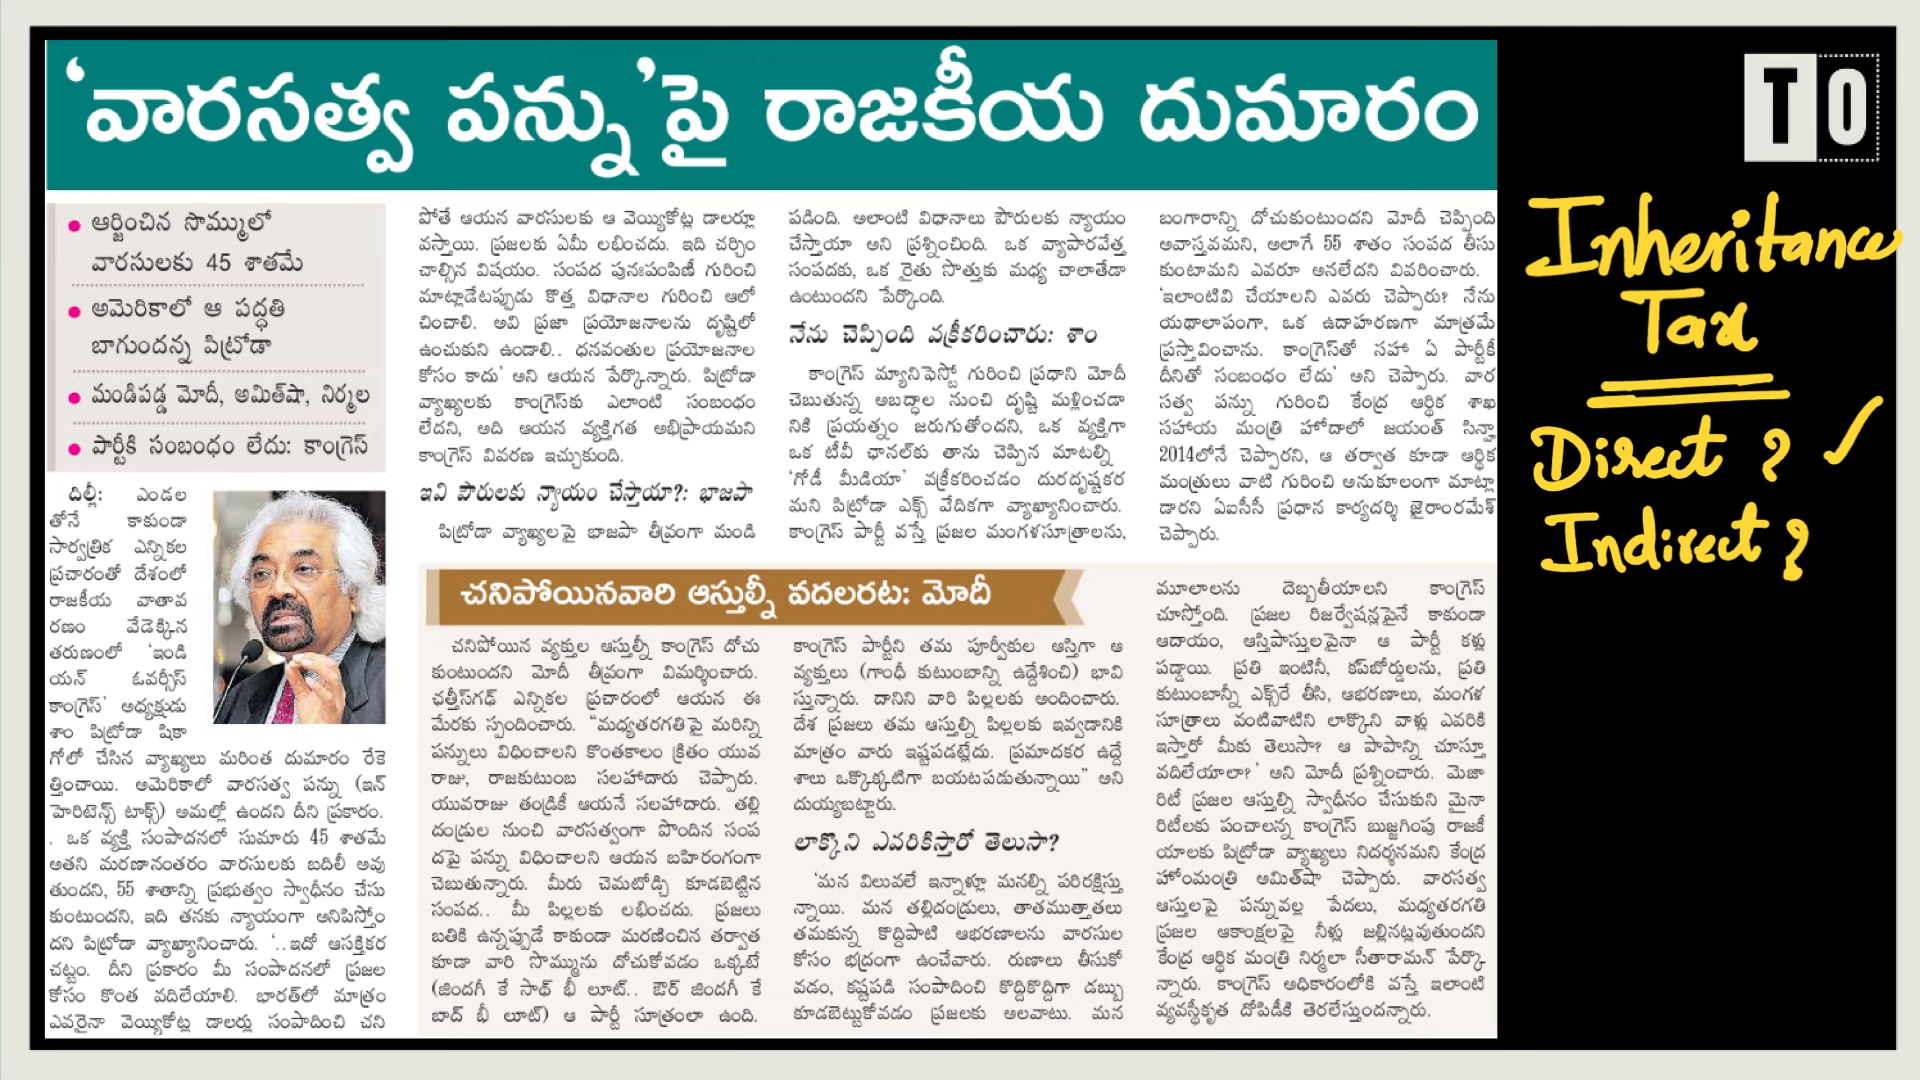 ‘వారసత్వ పన్ను’పై రాజకీయ దుమారం
ఆర్జించిన సొమ్ములో
వారసులకు 45 శాతమే
అమెరికాలో ఆ పద్ధతి
బాగుందన్న పిట్రోడా
మండిపడ్డ మోదీ, అమిత్‌షా, నిర్మల
పార్టీకి సంబంధం లేదు: కాంగ్రెస్
దిల్లీ: ఎండల
తోనే కాకుండా
సార్వత్రిక ఎన్నికల
ప్రచారంతో దేశంలో
రాజకీయ వాతావ
రణం వేడెక్కిన
తరుణంలో ‘ఇండి
యన్ ఓవర్సీస్
కాంగ్రెస్’ అధ్యక్షుడు
శాం పిట్రోడా షికా
గోలో చేసిన వ్యాఖ్యలు మరింత దుమారం రేకె
త్తించాయి. అమెరికాలో వారసత్వ పన్ను (ఇన్
హెరిటెన్స్ టాక్స్) అమల్లో ఉందని దీని ప్రకారం.
. ఒక వ్యక్తి సంపాదనలో సుమారు 45 శాతమే
అతని మరణానంతరం వారసులకు బదిలీ అవు
తుందని, 55 శాతాన్ని ప్రభుత్వం స్వాధీనం చేసు
కుంటుందని, ఇది తనకు న్యాయంగా అనిపిస్తోం
దని పిట్రోడా వ్యాఖ్యానించారు. ‘..ఇదో ఆసక్తికర
చట్టం. దీని ప్రకారం మీ సంపాదనలో ప్రజల
కోసం కొంత వదిలేయాలి. భారత్‌లో మాత్రం
ఎవరైనా వెయ్యికోట్ల డాలర్లు సంపాదించి చని
పోతే ఆయన వారసులకు ఆ వెయ్యికోట్ల డాలర్లూ
వస్తాయి. ప్రజలకు ఏమీ లభించదు. ఇది చర్చిం
చాల్సిన విషయం. సంపద పునఃపంపిణీ గురించి
మాట్లాడేటప్పుడు కొత్త విధానాల గురించి ఆలో
చించాలి. అవి ప్రజా ప్రయోజనాలను దృష్టిలో
ఉంచుకుని ఉండాలి.. ధనవంతుల ప్రయోజనాల
కోసం కాదు’ అని ఆయన పేర్కొన్నారు. పిట్రోడా
వ్యాఖ్యలకు కాంగ్రెస్‌కు ఎలాంటి సంబంధం
లేదని, అది ఆయన వ్యక్తిగత అభిప్రాయమని
కాంగ్రెస్ వివరణ ఇచ్చుకుంది.
ఇవి పౌరులకు న్యాయం చేస్తాయా?: భాజపా
పిట్రోడా వ్యాఖ్యలపై భాజపా తీవ్రంగా మండి
పడింది. అలాంటి విధానాలు పౌరులకు న్యాయం
చేస్తాయా అని ప్రశ్నించింది. ఒక వ్యాపారవేత్త
సంపదకు, ఒక రైతు సొత్తుకు మధ్య చాలాతేడా
ఉంటుందని పేర్కొంది.
నేను చెప్పింది వక్రీకరించారు: శాం
కాంగ్రెస్ మ్యానిఫెస్టో గురించి ప్రధాని మోదీ
చెబుతున్న అబద్ధాల నుంచి దృష్టి మళ్లించడా
నికి ప్రయత్నం జరుగుతోందని, ఒక వ్యక్తిగా
ఒక టీవీ ఛానల్‌కు తాను చెప్పిన మాటల్ని
‘గోడీ మీడియా’ వక్రీకరించడం దురదృష్టకర
మని పిట్రోడా ఎక్స్ వేదికగా వ్యాఖ్యానించారు.
కాంగ్రెస్ పార్టీ వస్తే ప్రజల మంగళసూత్రాలను,
బంగారాన్ని దోచుకుంటుందని మోదీ చెప్పింది
అవాస్తవమని, అలాగే 55 శాతం సంపద తీసు
కుంటామని ఎవరూ అనలేదని వివరించారు.
‘ఇలాంటివి చేయాలని ఎవరు చెప్పారు? నేను
యథాలాపంగా, ఒక ఉదాహరణగా మాత్రమే
ప్రస్తావించాను. కాంగ్రెస్‌తో సహా ఏ పార్టీకీ
దీనితో సంబంధం లేదు’ అని చెప్పారు. వార
సత్వ పన్ను గురించి కేంద్ర ఆర్థిక శాఖ
సహాయ మంత్రి హోదాలో జయంత్ సిన్హా
2014లోనే చెప్పారని, ఆ తర్వాత కూడా ఆర్థిక
మంత్రులు వాటి గురించి అనుకూలంగా మాట్లా
డారని ఏఐసీసీ ప్రధాన కార్యదర్శి జైరాంరమేశ్
చెప్పారు.
చనిపోయినవారి ఆస్తుల్నీ వదలరట: మోదీ
చనిపోయిన వ్యక్తుల ఆస్తుల్నీ కాంగ్రెస్ దోచు
కుంటుందని మోదీ తీవ్రంగా విమర్శించారు.
ఛత్తీస్‌గఢ్ ఎన్నికల ప్రచారంలో ఆయన ఈ
మేరకు స్పందించారు. “మధ్యతరగతిపై మరిన్ని
పన్నులు విధించాలని కొంతకాలం క్రితం యువ
రాజు, రాజకుటుంబ సలహాదారు చెప్పారు.
యువరాజు తండ్రికీ ఆయనే సలహాదారు. తల్లి
దండ్రుల నుంచి వారసత్వంగా పొందిన సంప
దపై పన్ను విధించాలని ఆయన బహిరంగంగా
చెబుతున్నారు. మీరు చెమటోడ్చి కూడబెట్టిన
సంపద.. మీ పిల్లలకు లభించదు. ప్రజలు
బతికి ఉన్నప్పుడే కాకుండా మరణించిన తర్వాత
కూడా వారి సొమ్మును దోచుకోవడం ఒక్కటే
(జిందగీ కే సాథ్ భీ లూట్.. ఔర్ జిందగీ కే
బాద్ భీ లూట్) ఆ పార్టీ సూత్రంలా ఉంది.
కాంగ్రెస్ పార్టీని తమ పూర్వీకుల ఆస్తిగా ఆ
వ్యక్తులు (గాంధీ కుటుంబాన్ని ఉద్దేశించి) భావి
స్తున్నారు. దానిని వారి పిల్లలకు అందించారు.
దేశ ప్రజలు తమ ఆస్తుల్ని పిల్లలకు ఇవ్వడానికి
మాత్రం వారు ఇష్టపడట్లేదు. ప్రమాదకర ఉద్దే
శాలు ఒక్కొక్కటిగా బయటపడుతున్నాయి” అని
దుయ్యబట్టారు.
లాక్కొని ఎవరికిస్తారో తెలుసా?
‘మన విలువలే ఇన్నాళ్లూ మనల్ని పరిరక్షిస్తు
న్నాయి. మన తల్లిదండ్రులు, తాతముత్తాతలు
తమకున్న కొద్దిపాటి ఆభరణాలను వారసుల
కోసం భద్రంగా ఉంచేవారు. రుణాలు తీసుకో
వడం, కష్టపడి సంపాదించి కొద్దికొద్దిగా డబ్బు
కూడబెట్టుకోవడం ప్రజలకు అలవాటు. మన
మూలాలను దెబ్బతీయాలని కాంగ్రెస్
చూస్తోంది. ప్రజల రిజర్వేషన్లపైనే కాకుండా
ఆదాయం, ఆస్తిపాస్తులపైనా ఆ పార్టీ కళ్లు
పడ్డాయి. ప్రతి ఇంటినీ, కప్‌బోర్డులను, ప్రతి
కుటుంబాన్నీ ఎక్స్‌రే తీసి, ఆభరణాలు, మంగళ
సూత్రాలు వంటివాటిని లాక్కొని వాళ్లు ఎవరికి
ఇస్తారో మీకు తెలుసా? ఆ పాపాన్ని చూస్తూ
వదిలేయాలా?’ అని మోదీ ప్రశ్నించారు. మెజా
రిటీ ప్రజల ఆస్తుల్ని స్వాధీనం చేసుకుని మైనా
రిటీలకు పంచాలన్న కాంగ్రెస్ బుజ్జగింపు రాజకీ
యాలకు పిట్రోడా వ్యాఖ్యలు నిదర్శనమని కేంద్ర
హోంమంత్రి అమిత్‌షా చెప్పారు. వారసత్వ
ఆస్తులపై పన్నువల్ల పేదలు, మధ్యతరగతి
ప్రజల ఆకాంక్షలపై నీళ్లు జల్లినట్లవుతుందని
కేంద్ర ఆర్థిక మంత్రి నిర్మలా సీతారామన్ పేర్కొ
న్నారు. కాంగ్రెస్ అధికారంలోకి వస్తే ఇలాంటి
వ్యవస్థీకృత దోపిడీకి తెరలేస్తుందన్నారు.
TO
Inheritance
Tax
Direct ? ✓
Indirect ?